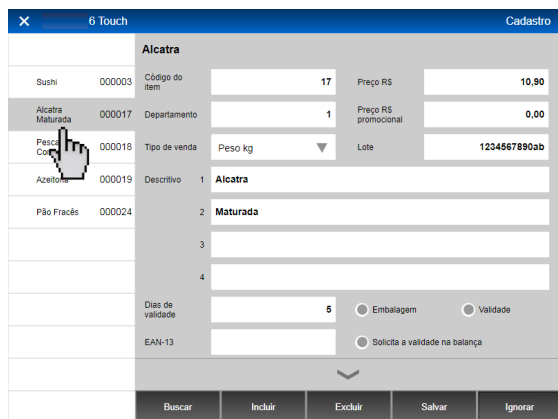 6 Touch Cadastro
Alcatra
Sushi 000003
Alcatra Maturada 000017
000018
000019
Pão Fracês 000024
Código do item 17 Preço R$ 10,90
Departamento 1 Preço R$ promocional 0,00
Tipo de venda Peso kg Lote 1234567890ab
Descritivo 1 Alcatra
2 Maturada
3
4
Dias de validade 5 Embalagem Validade
EAN-13 Solicita a validade na balança
Buscar Incluir Excluir Salvar Ignorar